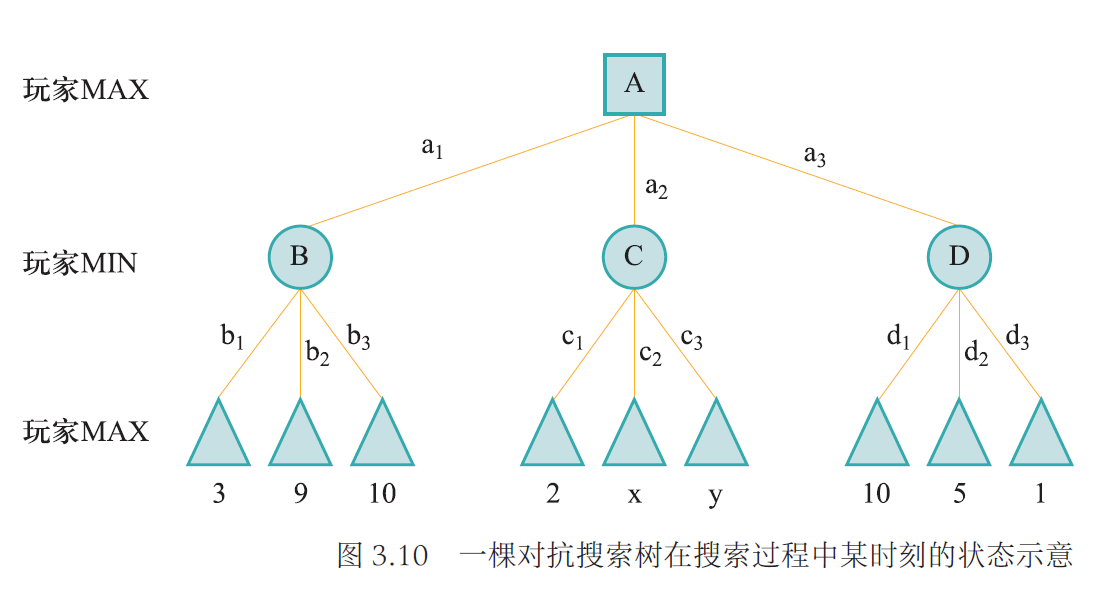 玩家MAX
A
a₁
a₂
a₃
玩家MIN
B
C
D
b₁
b₂
b₃
c₁
c₂
c₃
d₁
d₂
d₃
玩家MAX
3 9 10 2 x y 10 5 1
图 3.10 一棵对抗搜索树在搜索过程中某时刻的状态示意